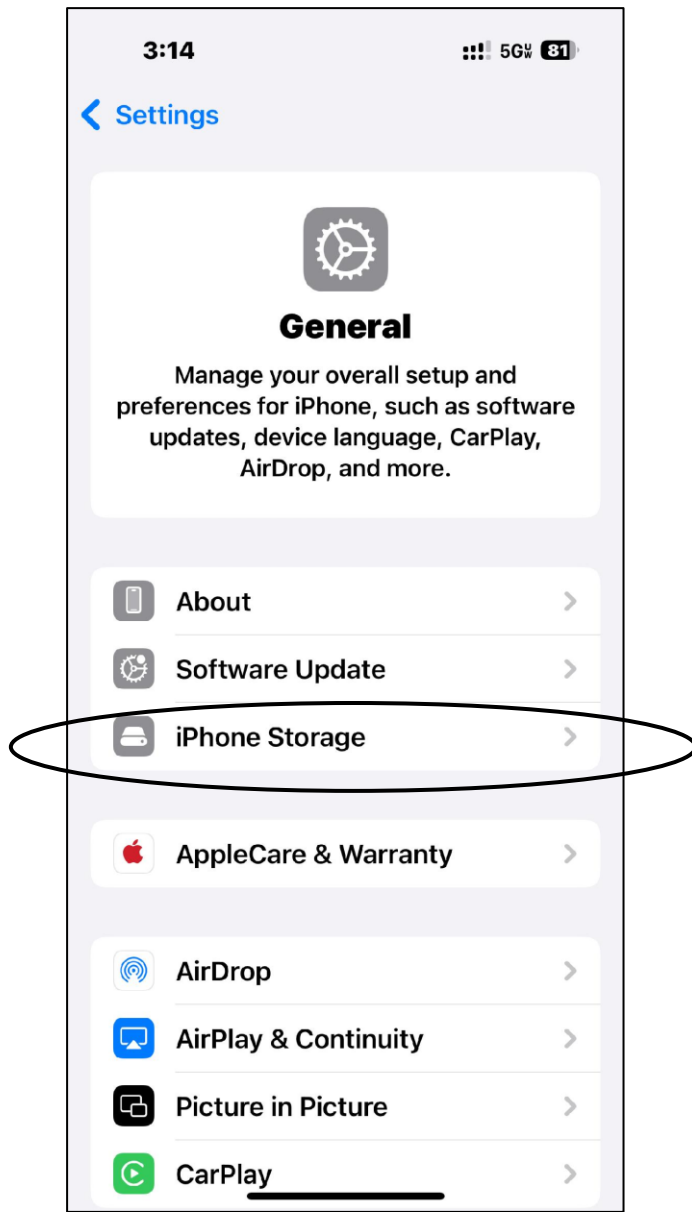 3:14 5G UW 81
Settings
General
Manage your overall setup and
preferences for iPhone, such as software
updates, device language, CarPlay,
AirDrop, and more.
About
Software Update
iPhone Storage
AppleCare & Warranty
AirDrop
AirPlay & Continuity
Picture in Picture
CarPlay